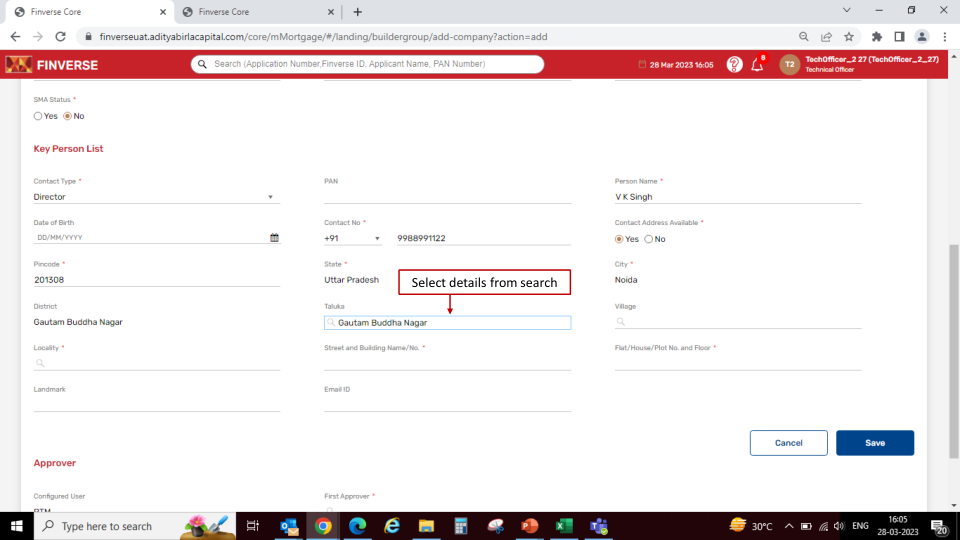 Finverse Core
Finverse Core
finverseuat.adityabirlacapital.com/core/mMortgage/#/landing/buildergroup/add-company?action=add
FINVERSE
Search (Application Number,Finverse ID, Applicant Name, PAN Number)
28 Mar 2023 16:05
8
T2
TechOfficer_2 27 (TechOfficer_2_27)
Technical Officer
SMA Status *
Yes No
Key Person List
Contact Type * PAN Person Name *
Director V K Singh
Date of Birth Contact No * Contact Address Available *
DD/MM/YYYY +91 9988991122 Yes No
Pincode * State * City *
201308 Uttar Pradesh Noida
Select details from search
District Taluka Village
Gautam Buddha Nagar Gautam Buddha Nagar
Locality * Street and Building Name/No. * Flat/House/Plot No. and Floor *
Landmark Email ID
Cancel Save
Approver
Configured User First Approver *
Type here to search
30°C ENG 16:05
28-03-2023
20